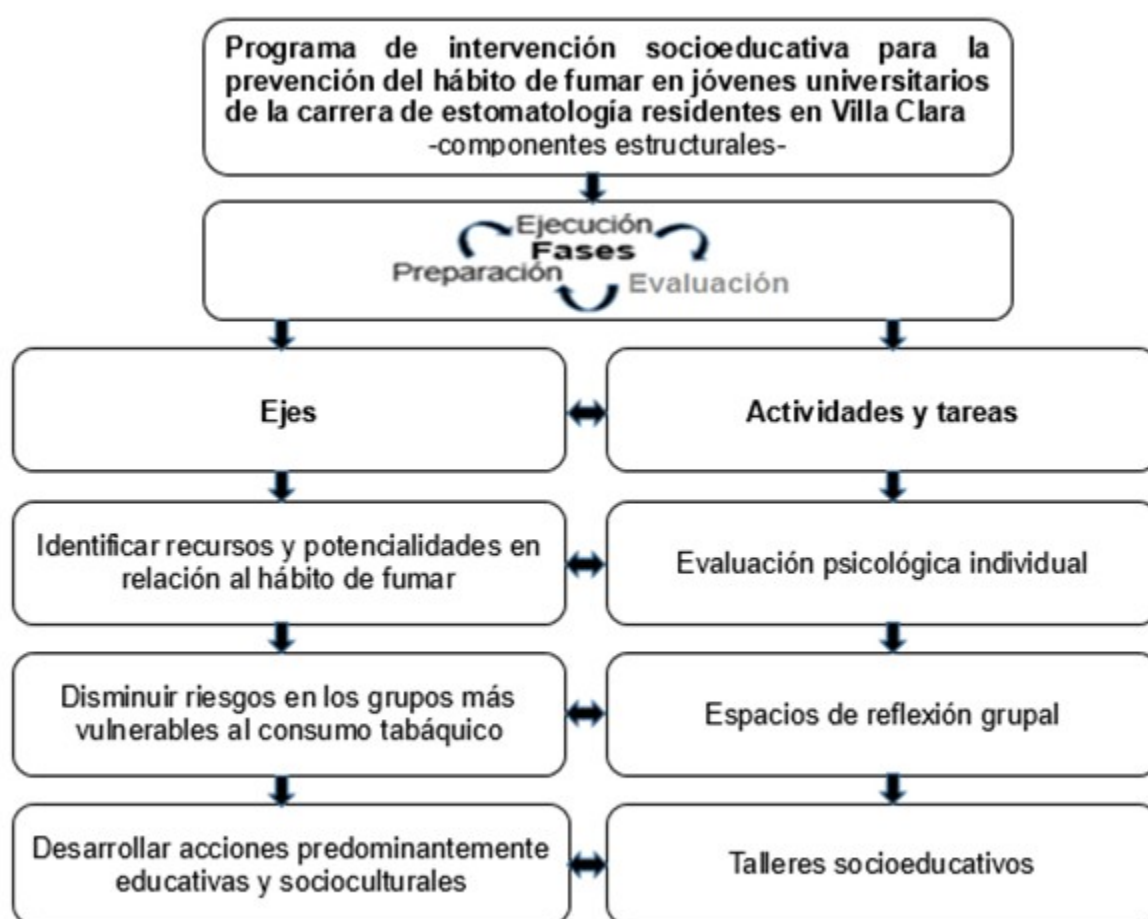 Programa de intervención socioeducativa para la
prevención del hábito de fumar en jóvenes universitarios
de la carrera de estomatología residentes en Villa Clara
-componentes estructurales-
Ejecución
Fases
Preparación
Evaluación
Ejes
Actividades y tareas
Identificar recursos y potencialidades en
relación al hábito de fumar
Evaluación psicológica individual
Disminuir riesgos en los grupos más
vulnerables al consumo tabáquico
Espacios de reflexión grupal
Desarrollar acciones predominantemente
educativas y socioculturales
Talleres socioeducativos